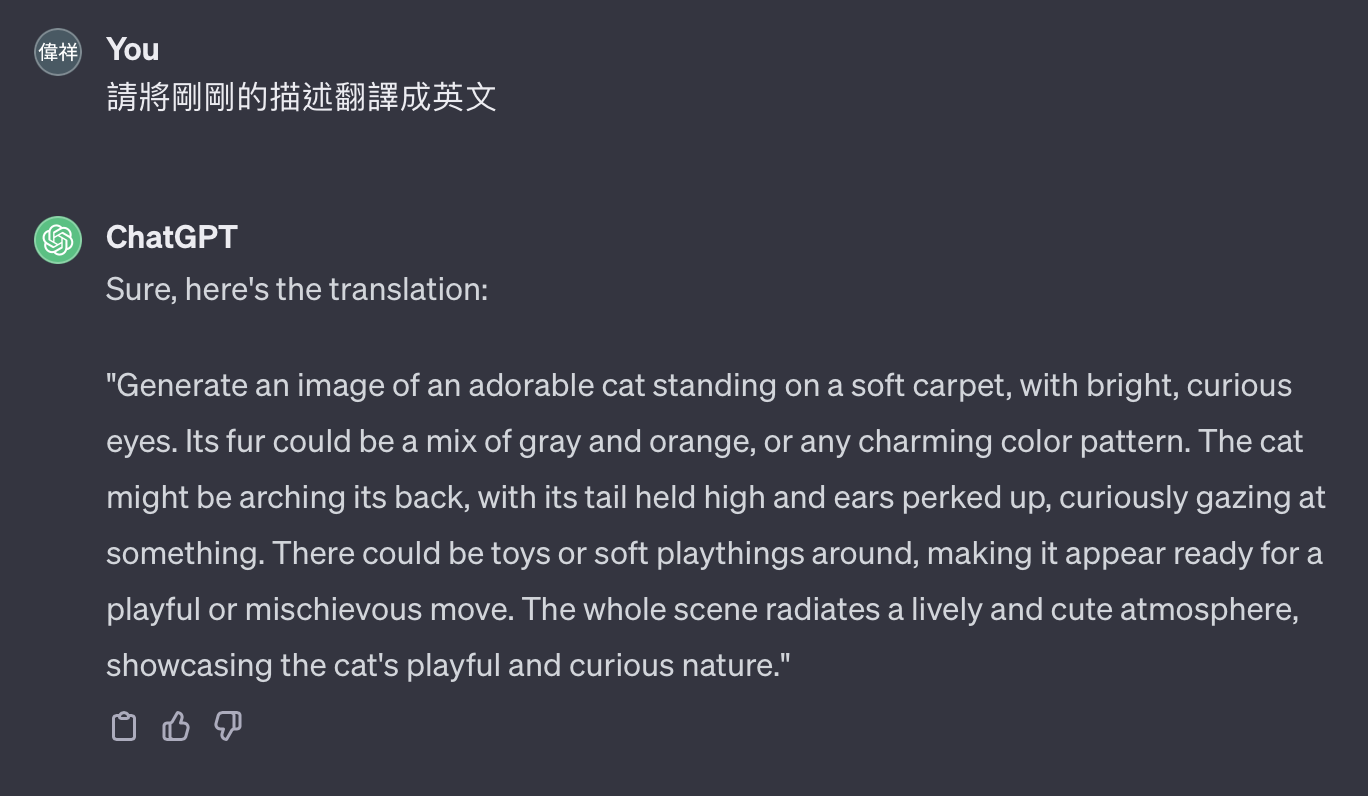 偉祥
You
請將剛剛的描述翻譯成英文
ChatGPT
Sure, here's the translation:
"Generate an image of an adorable cat standing on a soft carpet, with bright, curious
eyes. Its fur could be a mix of gray and orange, or any charming color pattern. The cat
might be arching its back, with its tail held high and ears perked up, curiously gazing at
something. There could be toys or soft playthings around, making it appear ready for a
playful or mischievous move. The whole scene radiates a lively and cute atmosphere,
showcasing the cat's playful and curious nature."